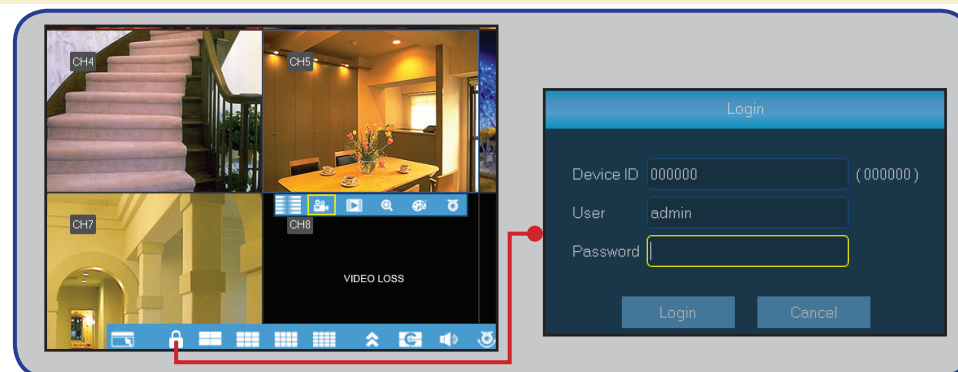 CH4
CH5
CH7
CH8
VIDEO LOSS
Login
Device ID 000000 (000000)
User admin
Password
Login Cancel